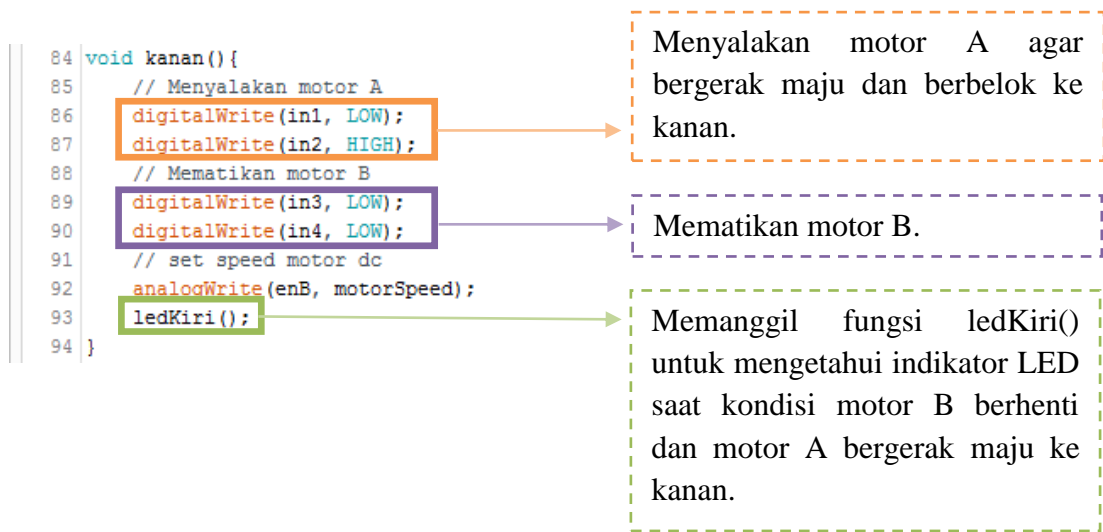 84 void kanan(){
85 // Menyalakan motor A
86 digitalWrite(in1, LOW);
87 digitalWrite(in2, HIGH);
88 // Mematikan motor B
89 digitalWrite(in3, LOW);
90 digitalWrite(in4, LOW);
91 // set speed motor dc
92 analogWrite(enB, motorSpeed);
93 ledKiri();
94 }
Menyalakan motor A agar
bergerak maju dan berbelok ke
kanan.
Mematikan motor B.
Memanggil fungsi ledKiri()
untuk mengetahui indikator LED
saat kondisi motor B berhenti
dan motor A bergerak maju ke
kanan.